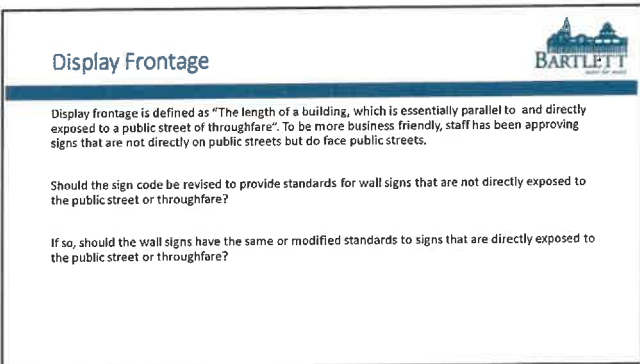 Display Frontage
BARTLETT
Display frontage is defined as "The length of a building, which is essentially parallel to and directly
exposed to a public street of throughfare". To be more business friendly, staff has been approving
signs that are not directly on public streets but do face public streets.
Should the sign code be revised to provide standards for wall signs that are not directly exposed to
the public street or throughfare?
If so, should the wall signs have the same or modified standards to signs that are directly exposed to
the public street or throughfare?